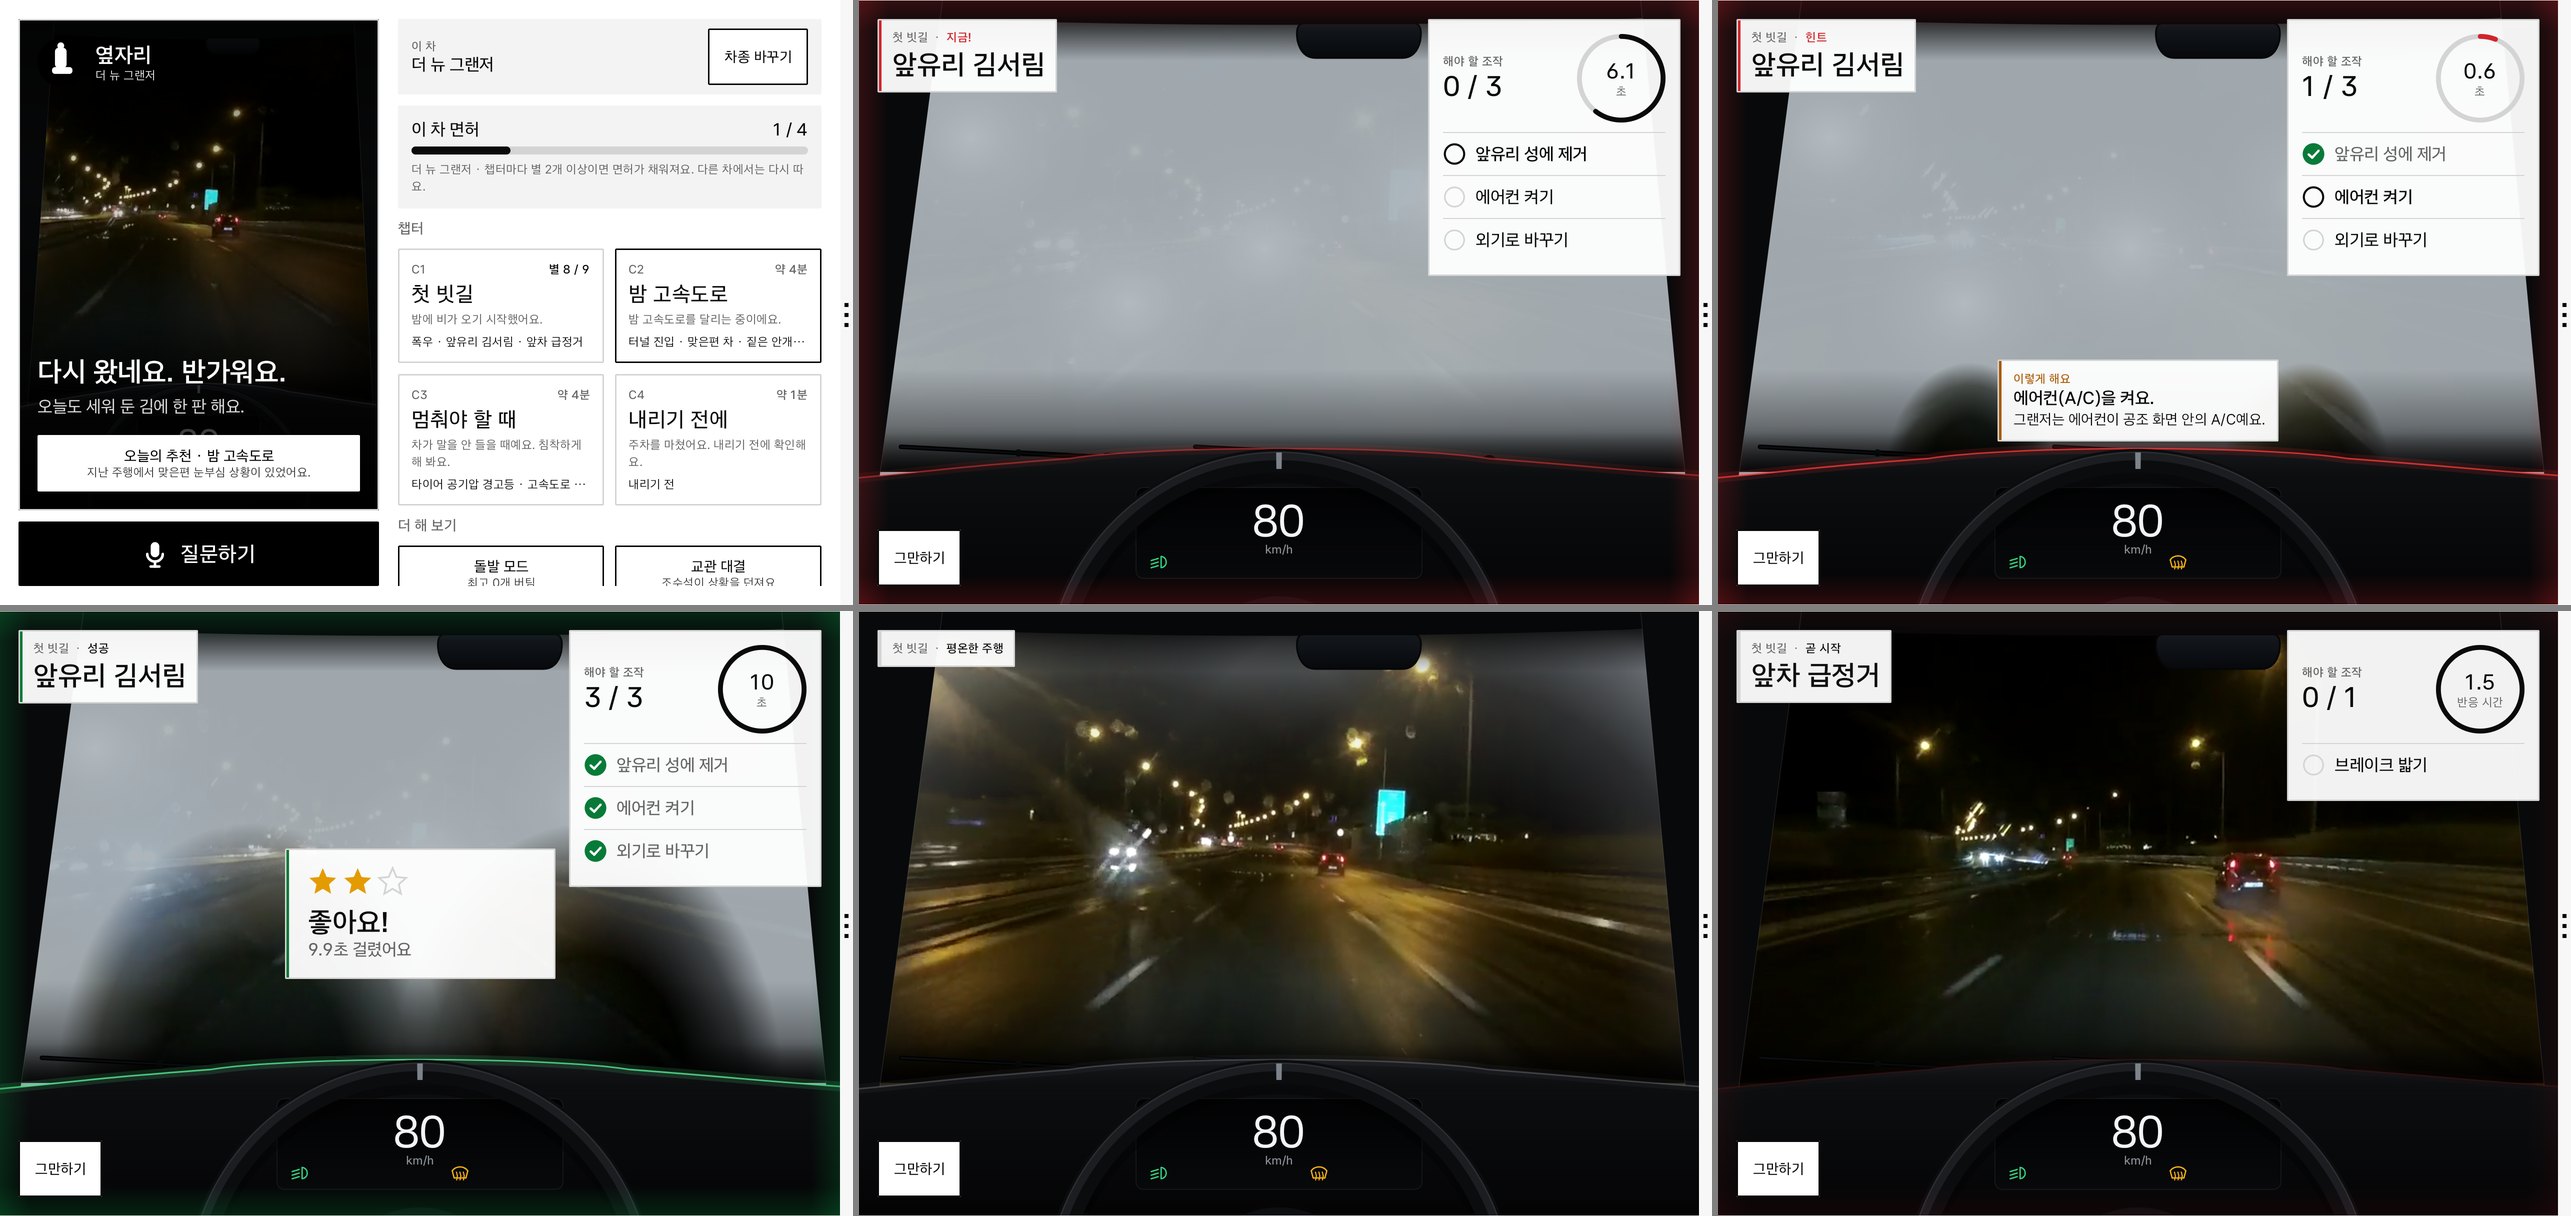 옆자리
더 뉴 그랜저
다시 왔네요. 반가워요.
오늘도 세워 둔 김에 한 판 해요.
오늘의 추천 · 밤 고속도로
지난 주행에서 맞은편 눈부심 상황이 있었어요.
질문하기
이 차
더 뉴 그랜저
차종 바꾸기
이 차 면허
1 / 4
더 뉴 그랜저 · 챕터마다 별 2개 이상이면 면허가 채워져요. 다른 차에서는 다시 따
요.
챕터
C1
별 8 / 9
첫 빗길
밤에 비가 오기 시작했어요.
폭우 · 앞유리 김서림 · 앞차 급정거
C2
약 4분
밤 고속도로
밤 고속도로를 달리는 중이에요.
터널 진입 · 맞은편 차 · 짙은 안개…
C3
약 4분
멈춰야 할 때
차가 말을 안 들을 때예요. 침착하게
해 봐요.
타이어 공기압 경고등 · 고속도로 …
C4
약 1분
내리기 전에
주차를 마쳤어요. 내리기 전에 확인해
요.
내리기 전
더 해 보기
돌발 모드
최고 0개 버팀
교관 대결
조수석이 상황을 던져요
첫 빗길 · 지금!
앞유리 김서림
해야 할 조작
0 / 3
6.1
초
앞유리 성에 제거
에어컨 켜기
외기로 바꾸기
80
km/h
그만하기
첫 빗길 · 힌트
앞유리 김서림
해야 할 조작
1 / 3
0.6
초
앞유리 성에 제거
에어컨 켜기
외기로 바꾸기
이렇게 해요
에어컨(A/C)을 켜요.
그랜저는 에어컨이 공조 화면 안의 A/C예요.
80
km/h
그만하기
첫 빗길 · 성공
앞유리 김서림
해야 할 조작
3 / 3
10
초
앞유리 성에 제거
에어컨 켜기
외기로 바꾸기
좋아요!
9.9초 걸렸어요
80
km/h
그만하기
첫 빗길 · 평온한 주행
80
km/h
그만하기
첫 빗길 · 곧 시작
앞차 급정거
해야 할 조작
0 / 1
1.5
반응 시간
브레이크 밟기
80
km/h
그만하기